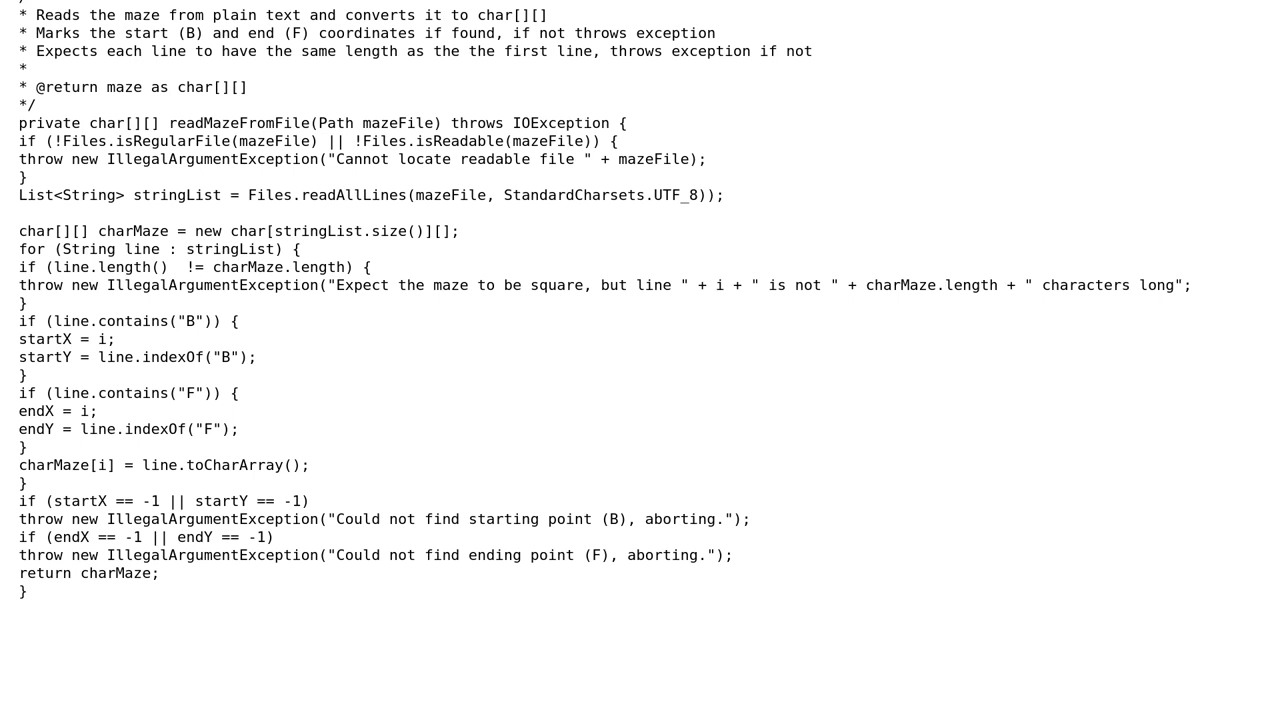 * Reads the maze from plain text and converts it to char[][]
* Marks the start (B) and end (F) coordinates if found, if not throws exception
* Expects each line to have the same length as the the first line, throws exception if not
*
* @return maze as char[][]
*/
private char[][] readMazeFromFile(Path mazeFile) throws IOException {
if (!Files.isRegularFile(mazeFile) || !Files.isReadable(mazeFile)) {
throw new IllegalArgumentException("Cannot locate readable file " + mazeFile);
}
List<String> stringList = Files.readAllLines(mazeFile, StandardCharsets.UTF_8));

char[][] charMaze = new char[stringList.size()][];
for (String line : stringList) {
if (line.length()  != charMaze.length) {
throw new IllegalArgumentException("Expect the maze to be square, but line " + i + " is not " + charMaze.length + " characters long";
}
if (line.contains("B")) {
startX = i;
startY = line.indexOf("B");
}
if (line.contains("F")) {
endX = i;
endY = line.indexOf("F");
}
charMaze[i] = line.toCharArray();
}
if (startX == -1 || startY == -1)
throw new IllegalArgumentException("Could not find starting point (B), aborting.");
if (endX == -1 || endY == -1)
throw new IllegalArgumentException("Could not find ending point (F), aborting.");
return charMaze;
}